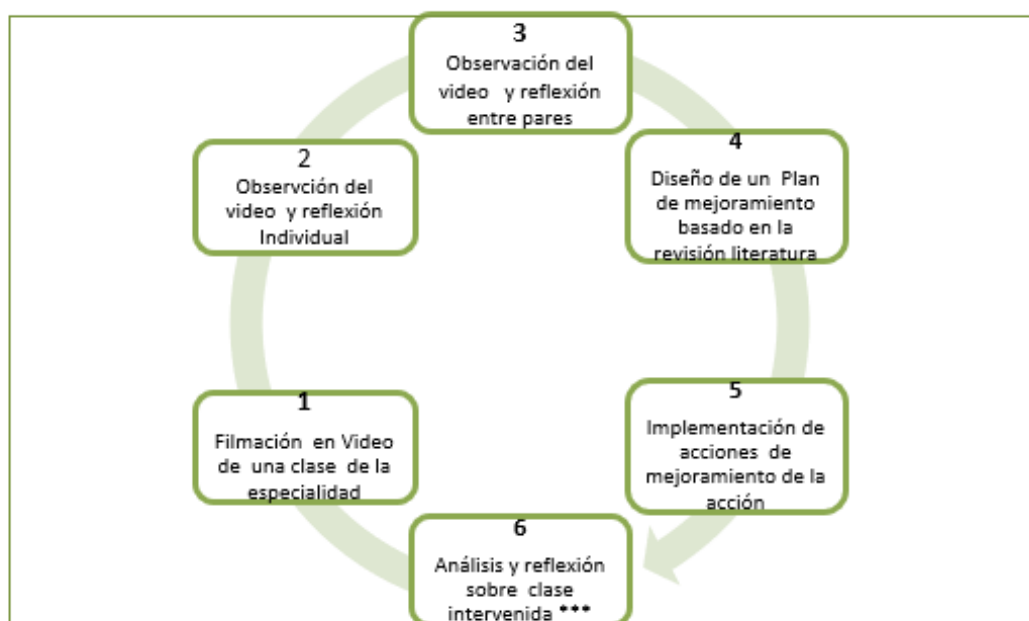 1
Filmación en Video
de una clase de la
especialidad
2
Observción del
video y reflexión
Individual
3
Observación del
video y reflexión
entre pares
4
Diseño de un Plan
de mejoramiento
basado en la
revisión literatura
5
Implementación de
acciones de
mejoramiento de la
acción
6
Análisis y reflexión
sobre clase
intervenida ***